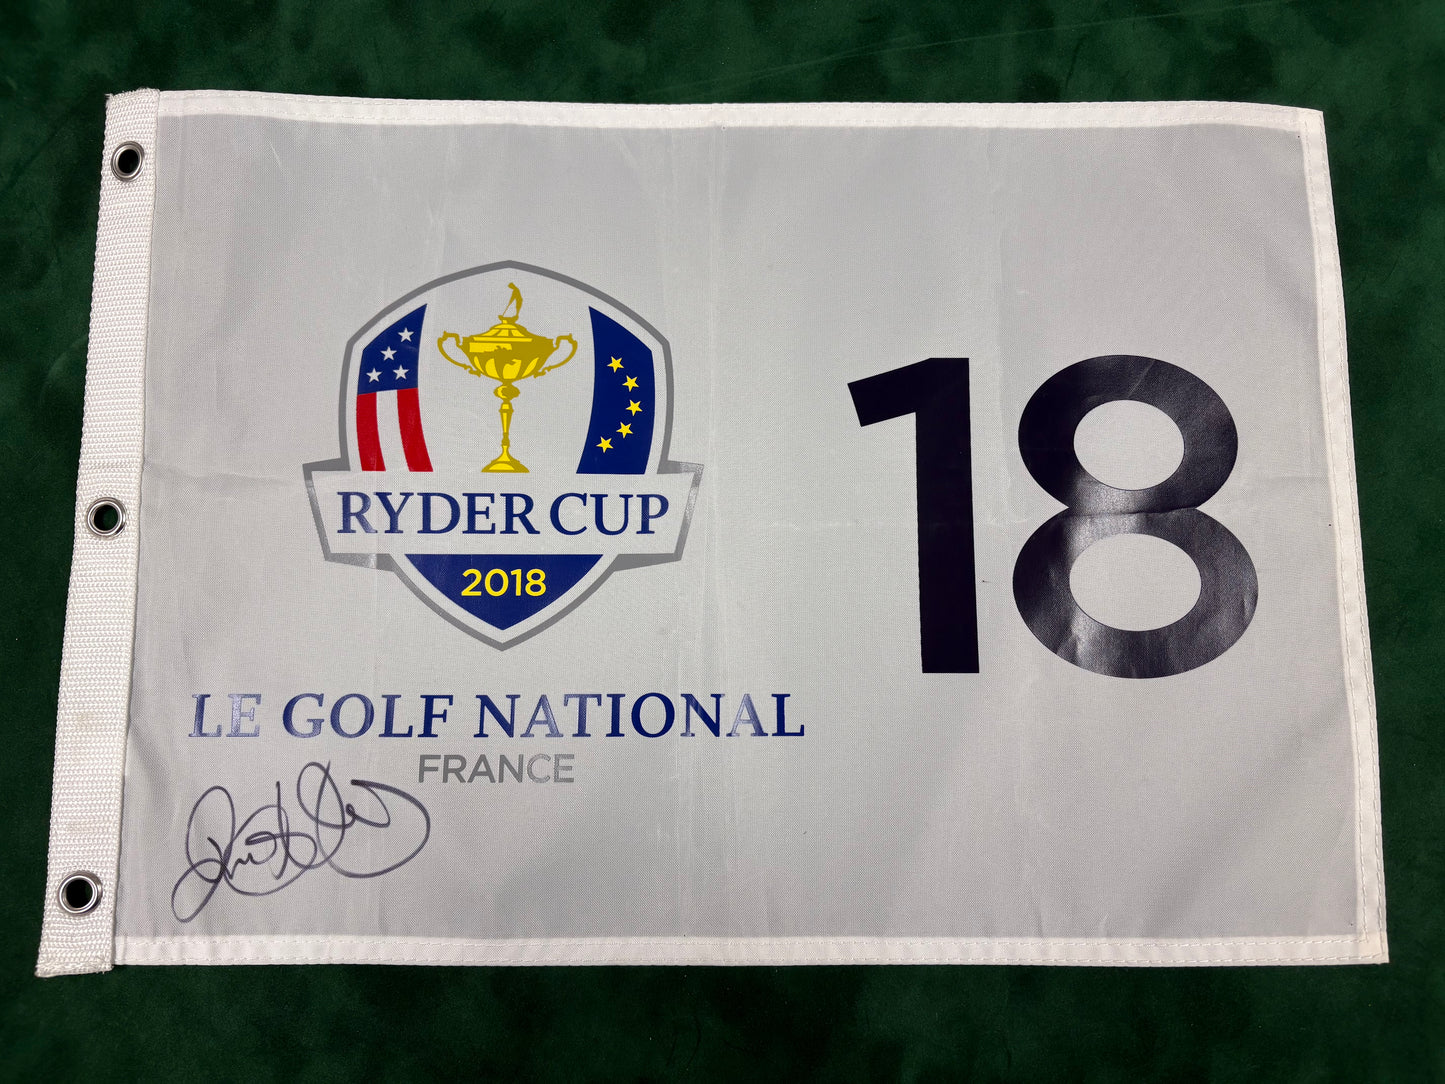 RYDER CUP
2018
LE GOLF NATIONAL
FRANCE
18